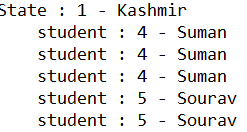 State : 1 - Kashmir
student : 4 - Suman
student : 4 - Suman
student : 4 - Suman
student : 5 - Sourav
student : 5 - Sourav